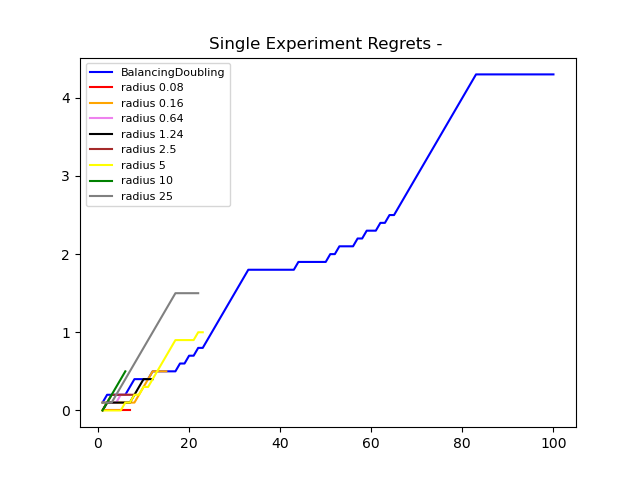 Single Experiment Regrets -
BalancingDoubling
radius 0.08
radius 0.16
radius 0.64
radius 1.24
radius 2.5
radius 5
radius 10
radius 25
4
3
2
1
0
0 20 40 60 80 100